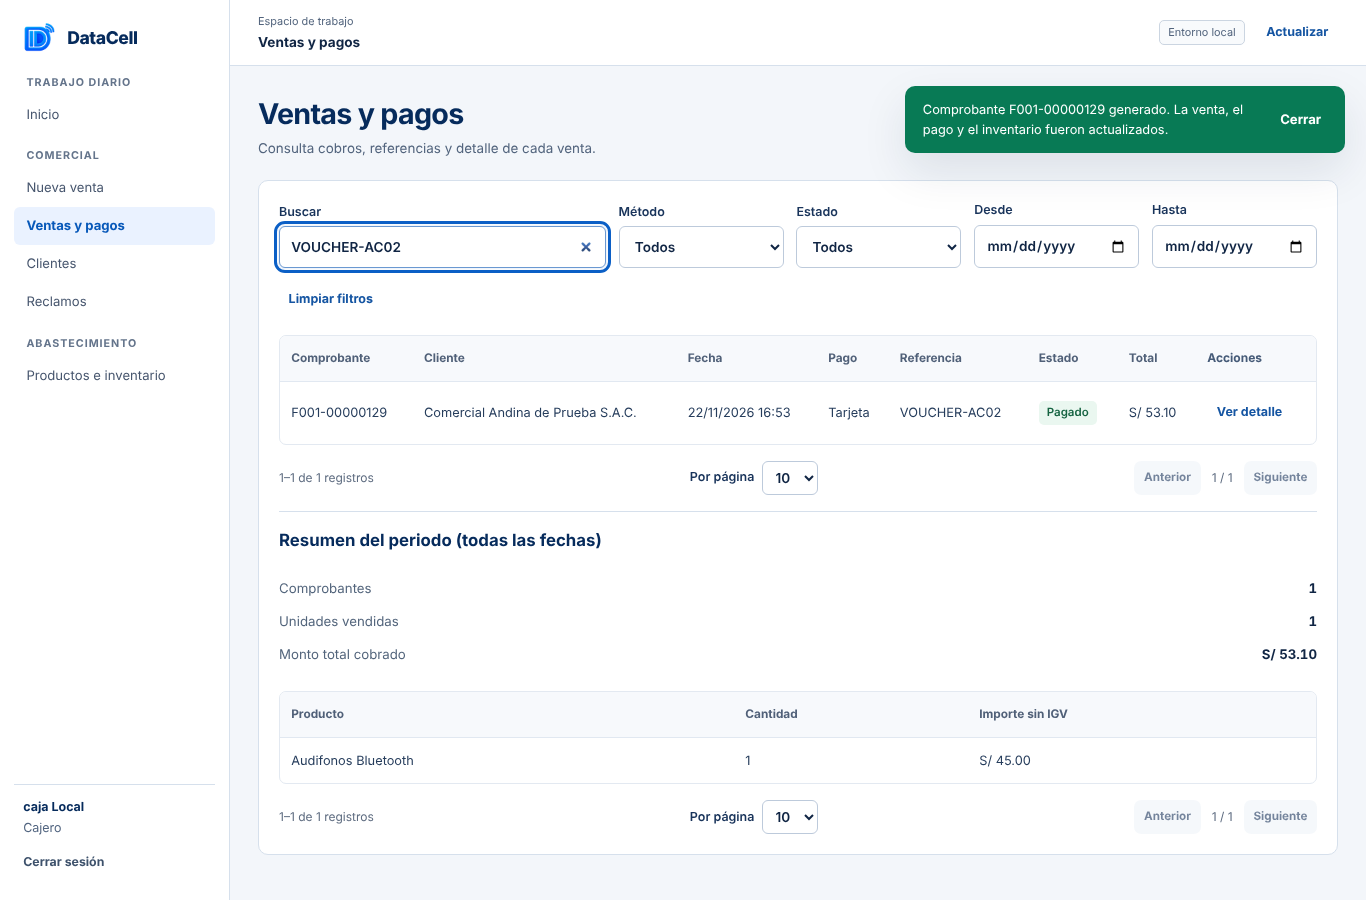 DataCell
TRABAJO DIARIO
Inicio
COMERCIAL
Nueva venta
Ventas y pagos
Clientes
Reclamos
ABASTECIMIENTO
Productos e inventario
caja Local
Cajero
Cerrar sesión
Espacio de trabajo
Ventas y pagos
Entorno local
Actualizar
Ventas y pagos
Consulta cobros, referencias y detalle de cada venta.
Comprobante F001-00000129 generado. La venta, el
pago y el inventario fueron actualizados.
Cerrar
Buscar
Método
Estado
Desde
Hasta
VOUCHER-AC02
Todos
Todos
mm/dd/yyyy
mm/dd/yyyy
Limpiar filtros
Comprobante Cliente Fecha Pago Referencia Estado Total Acciones
F001-00000129 Comercial Andina de Prueba S.A.C. 22/11/2026 16:53 Tarjeta VOUCHER-AC02 Pagado S/ 53.10 Ver detalle
1–1 de 1 registros
Por página 10
Anterior 1 / 1 Siguiente
Resumen del periodo (todas las fechas)
Comprobantes 1
Unidades vendidas 1
Monto total cobrado S/ 53.10
Producto Cantidad Importe sin IGV
Audifonos Bluetooth 1 S/ 45.00
1–1 de 1 registros
Por página 10
Anterior 1 / 1 Siguiente